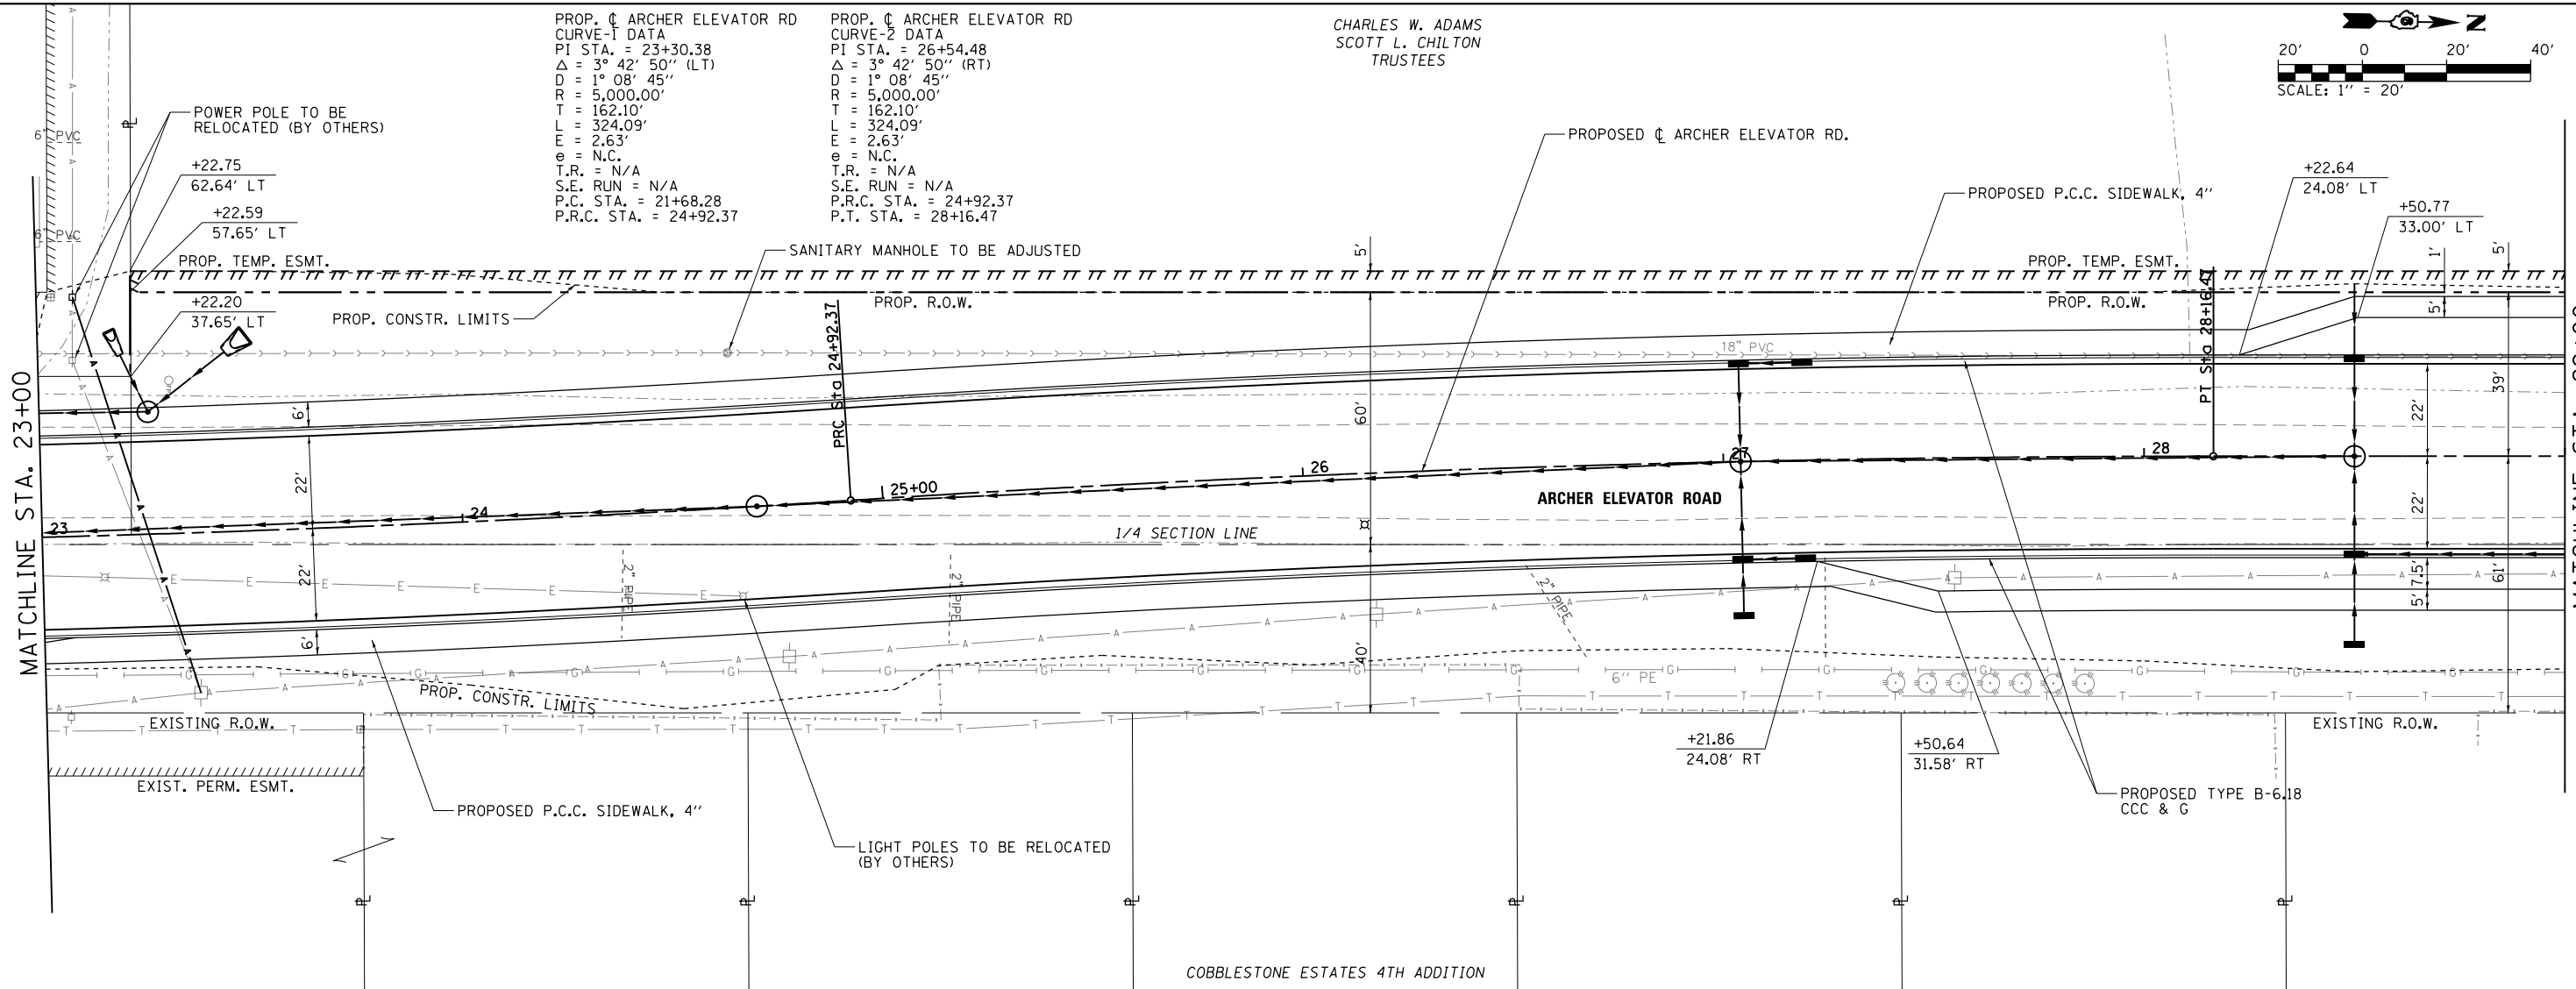 PROP. ℄ ARCHER ELEVATOR RD
CURVE-1 DATA
PI STA. = 23+30.38
Δ = 3° 42' 50'' (LT)
D = 1° 08' 45''
R = 5,000.00'
T = 162.10'
L = 324.09'
E = 2.63'
e = N.C.
T.R. = N/A
S.E. RUN = N/A
P.C. STA. = 21+68.28
P.R.C. STA. = 24+92.37
PROP. ℄ ARCHER ELEVATOR RD
CURVE-2 DATA
PI STA. = 26+54.48
Δ = 3° 42' 50'' (RT)
D = 1° 08' 45''
R = 5,000.00'
T = 162.10'
L = 324.09'
E = 2.63'
e = N.C.
T.R. = N/A
S.E. RUN = N/A
P.R.C. STA. = 24+92.37
P.T. STA. = 28+16.47
CHARLES W. ADAMS
SCOTT L. CHILTON
TRUSTEES
N
20' 0 20' 40'
SCALE: 1'' = 20'
POWER POLE TO BE
RELOCATED (BY OTHERS)
6" PVC
6" PVC
+22.75
62.64' LT
+22.59
57.65' LT
+22.20
37.65' LT
PROP. TEMP. ESMT.
PROP. CONSTR. LIMITS
SANITARY MANHOLE TO BE ADJUSTED
PROP. R.O.W.
PROPOSED ℄ ARCHER ELEVATOR RD.
PROPOSED P.C.C. SIDEWALK, 4''
+22.64
24.08' LT
+50.77
33.00' LT
5'
1'
5'
5'
PROP. TEMP. ESMT.
PROP. R.O.W.
18" PVC
PRC Sta 24+92.37
PT Sta 28+16.47
MATCHLINE STA. 23+00
6'
22'
22'
6'
60'
40'
39'
22'
22'
61'
7.5'
5'
23
24
25+00
26
27
28
ARCHER ELEVATOR ROAD
1/4 SECTION LINE
2" PIPE
2" PIPE
2" PIPE
6'' PE
PROP. CONSTR. LIMITS
EXISTING R.O.W.
EXIST. PERM. ESMT.
EXISTING R.O.W.
+21.86
24.08' RT
+50.64
31.58' RT
PROPOSED TYPE B-6.18
CCC & G
PROPOSED P.C.C. SIDEWALK, 4''
LIGHT POLES TO BE RELOCATED
(BY OTHERS)
COBBLESTONE ESTATES 4TH ADDITION